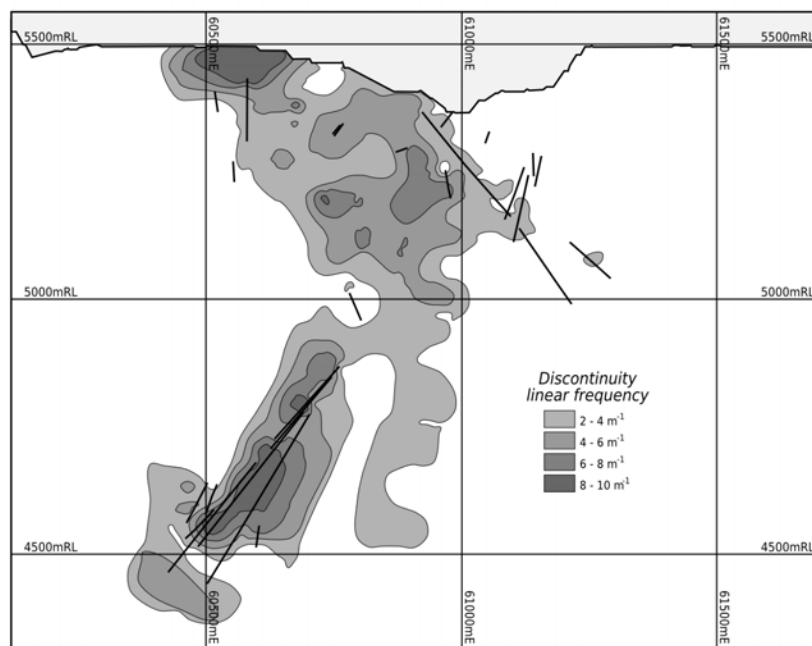 5500mRL
5500mRL
60500mE
61000mE
61500mE
5000mRL
5000mRL
Discontinuity
linear frequency
2 - 4 m-1
4 - 6 m-1
6 - 8 m-1
8 - 10 m-1
4500mRL
4500mRL
60500mE
61000mE
61500mE